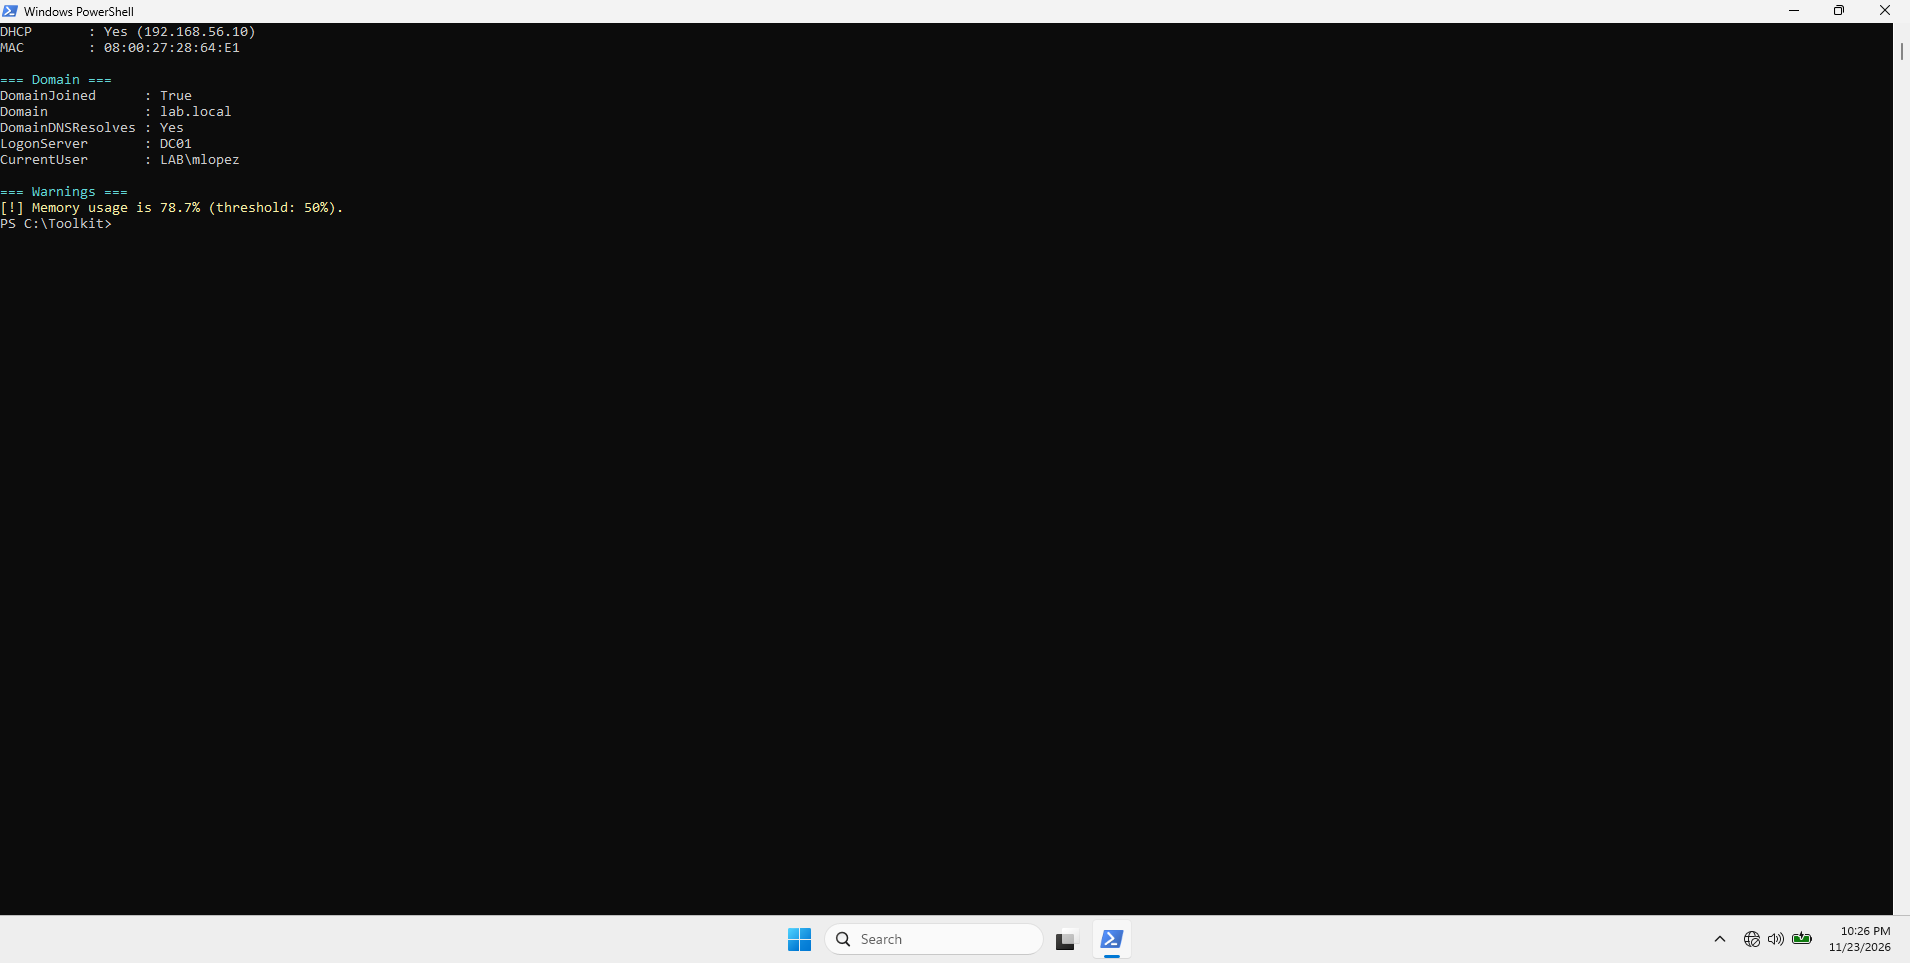 Windows PowerShell
DHCP       : Yes (192.168.56.10)
MAC        : 08:00:27:28:64:E1
=== Domain ===
DomainJoined      : True
Domain            : lab.local
DomainDNSResolves : Yes
LogonServer       : DC01
CurrentUser       : LAB\mlopez
=== Warnings ===
[!] Memory usage is 78.7% (threshold: 50%).
PS C:\Toolkit>
Search
10:26 PM
11/23/2026